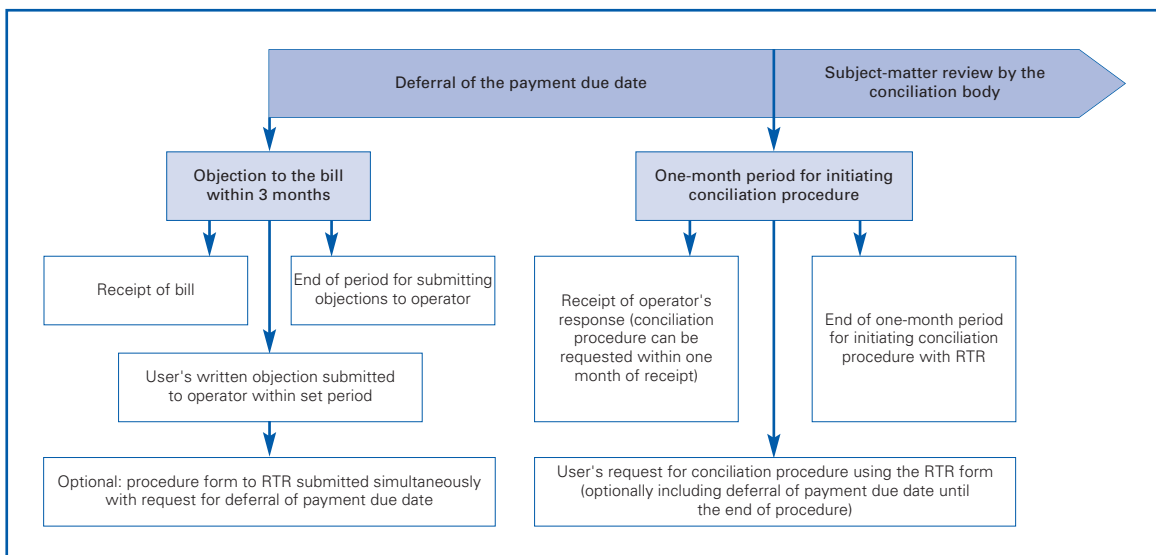 Deferral of the payment due date
Subject-matter review by the
conciliation body
Objection to the bill
within 3 months
One-month period for initiating
conciliation procedure
Receipt of bill
End of period for submitting
objections to operator
Receipt of operator's
response (conciliation
procedure can be
requested within one
month of receipt)
End of one-month period
for initiating conciliation
procedure with RTR
User's written objection submitted
to operator within set period
Optional: procedure form to RTR submitted simultaneously
with request for deferral of payment due date
User's request for conciliation procedure using the RTR form
(optionally including deferral of payment due date until
the end of procedure)